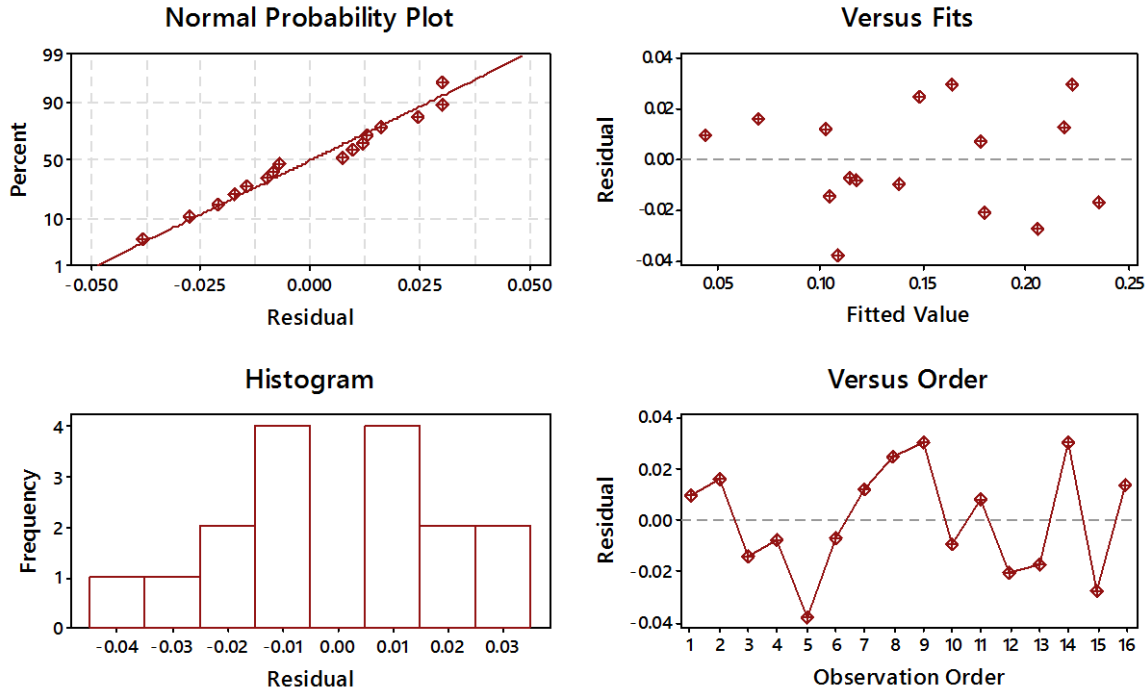 Normal Probability Plot
99
90
50
10
1
Percent
-0.050 -0.025 0.000 0.025 0.050
Residual
Versus Fits
0.04
0.02
0.00
-0.02
-0.04
Residual
0.05 0.10 0.15 0.20 0.25
Fitted Value
Histogram
4
3
2
1
0
Frequency
-0.04 -0.03 -0.02 -0.01 0.00 0.01 0.02 0.03
Residual
Versus Order
0.04
0.02
0.00
-0.02
-0.04
Residual
1 2 3 4 5 6 7 8 9 10 11 12 13 14 15 16
Observation Order